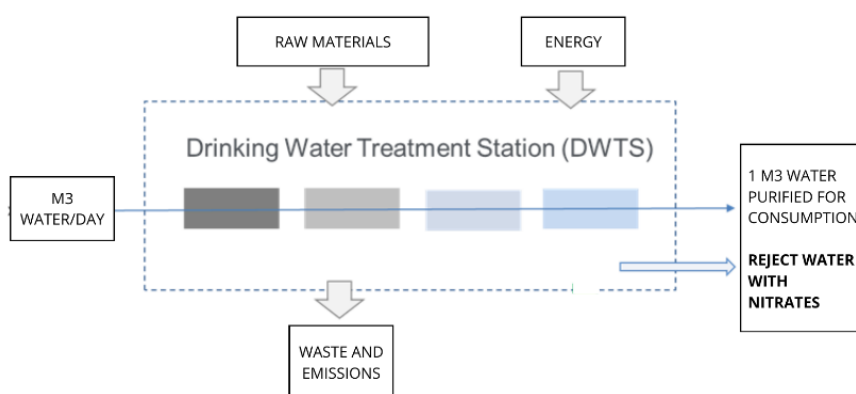 RAW MATERIALS
ENERGY
Drinking Water Treatment Station (DWTS)
M3
WATER/DAY
1 M3 WATER
PURIFIED FOR
CONSUMPTION
REJECT WATER
WITH
NITRATES
WASTE AND
EMISSIONS